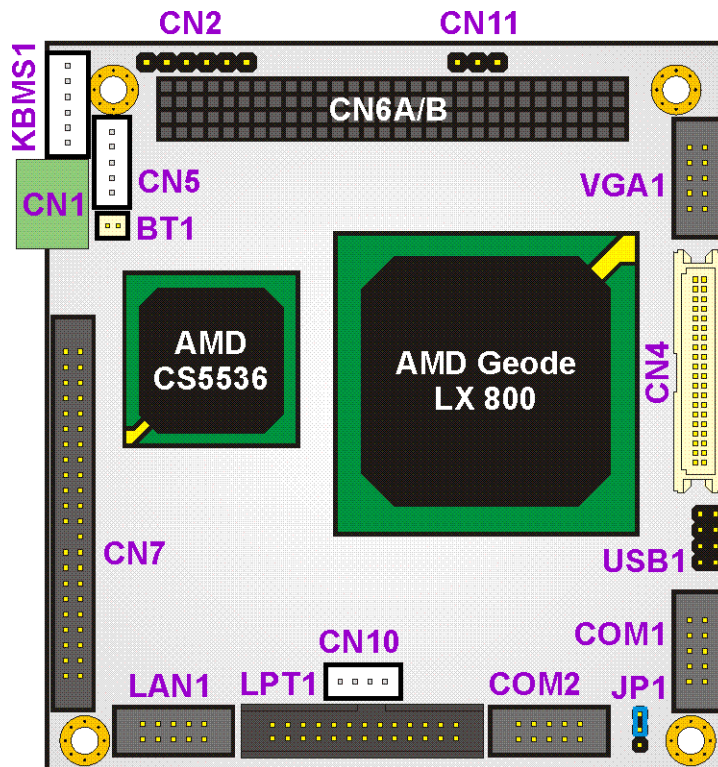 CN2
CN11
KBMS1
CN6A/B
CN5
CN1
VGA1
BT1
AMD
CS5536
AMD Geode
LX 800
CN4
CN7
USB1
COM1
CN10
LAN1
LPT1
COM2
JP1